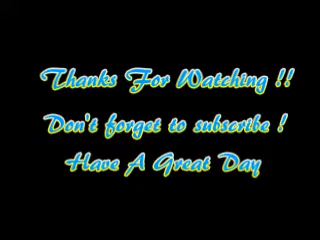 Thanks For Watching !!
Don't forget to subscribe !
Have A Great Day